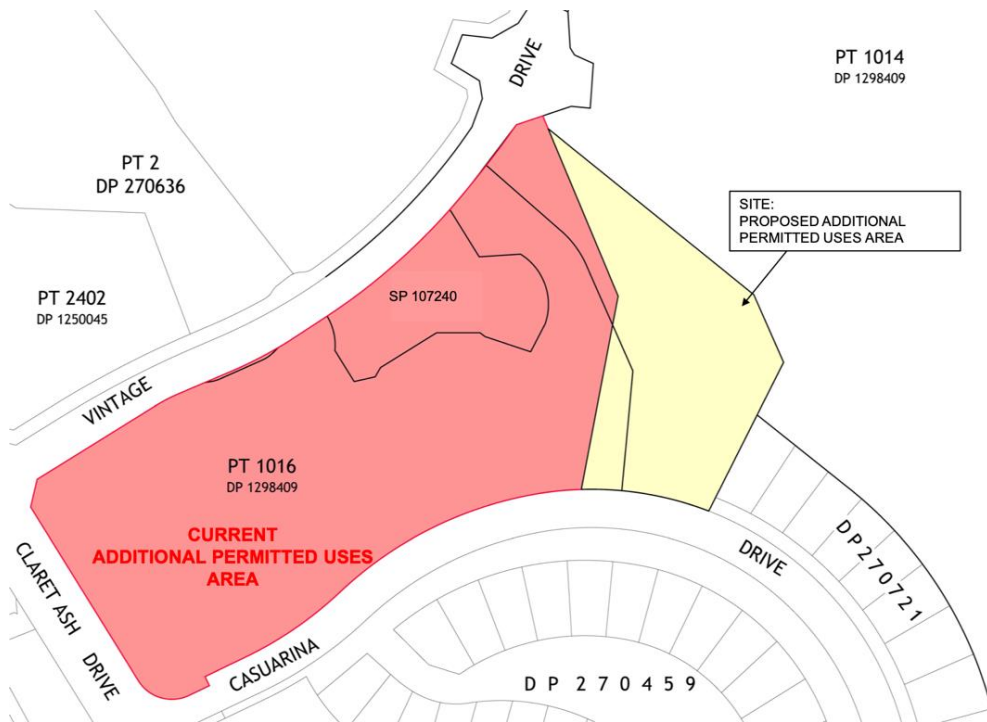 DRIVE
PT 1014
DP 1298409
PT 2
DP 270636
SITE:
PROPOSED ADDITIONAL
PERMITTED USES AREA
SP 107240
PT 2402
DP 1250045
VINTAGE
PT 1016
DP 1298409
CURRENT
ADDITIONAL PERMITTED USES
AREA
CLARET ASH
DRIVE
CASUARINA
DRIVE
DP270721
DP 270459